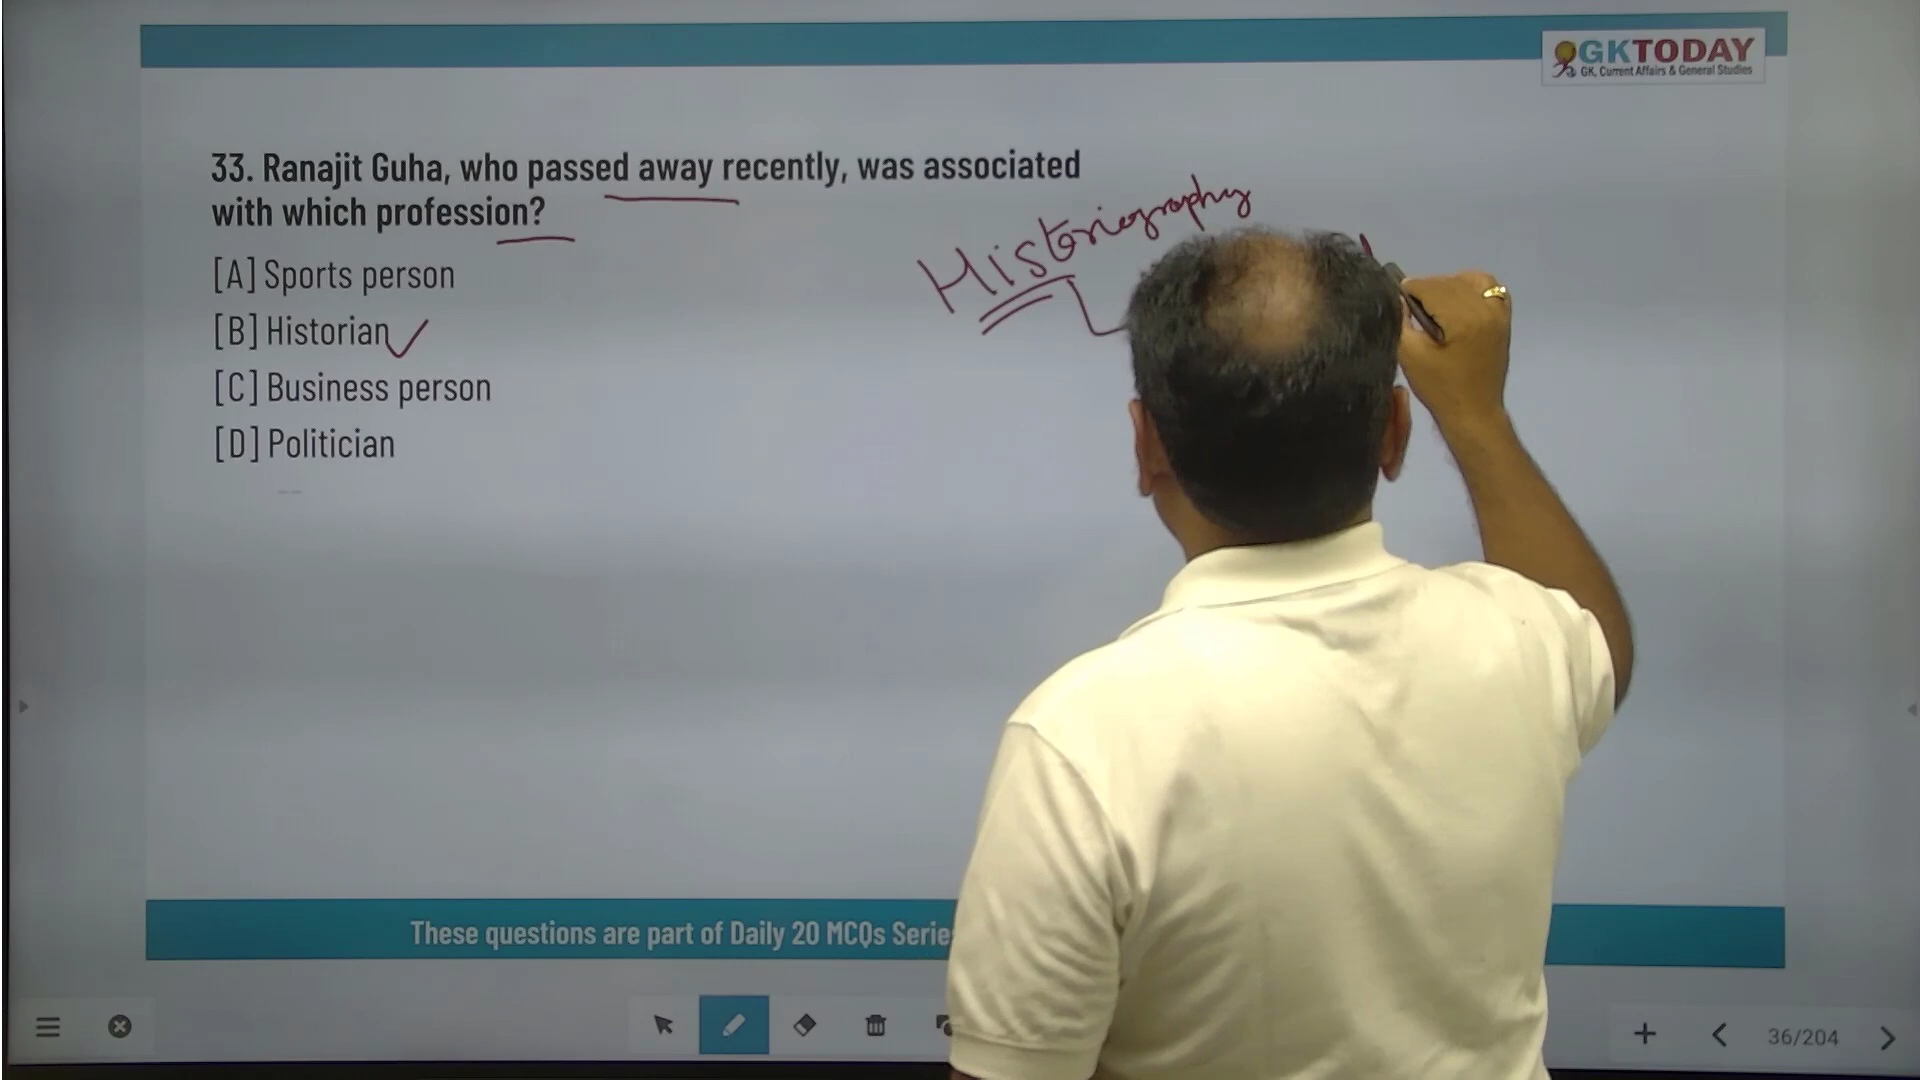 GKTODAY
GK, Current Affairs & General Studies
33. Ranajit Guha, who passed away recently, was associated
with which profession?
Historiography
[A] Sports person
[B] Historian
[C] Business person
[D] Politician
These questions are part of Daily 20 MCQs Serie
36/204